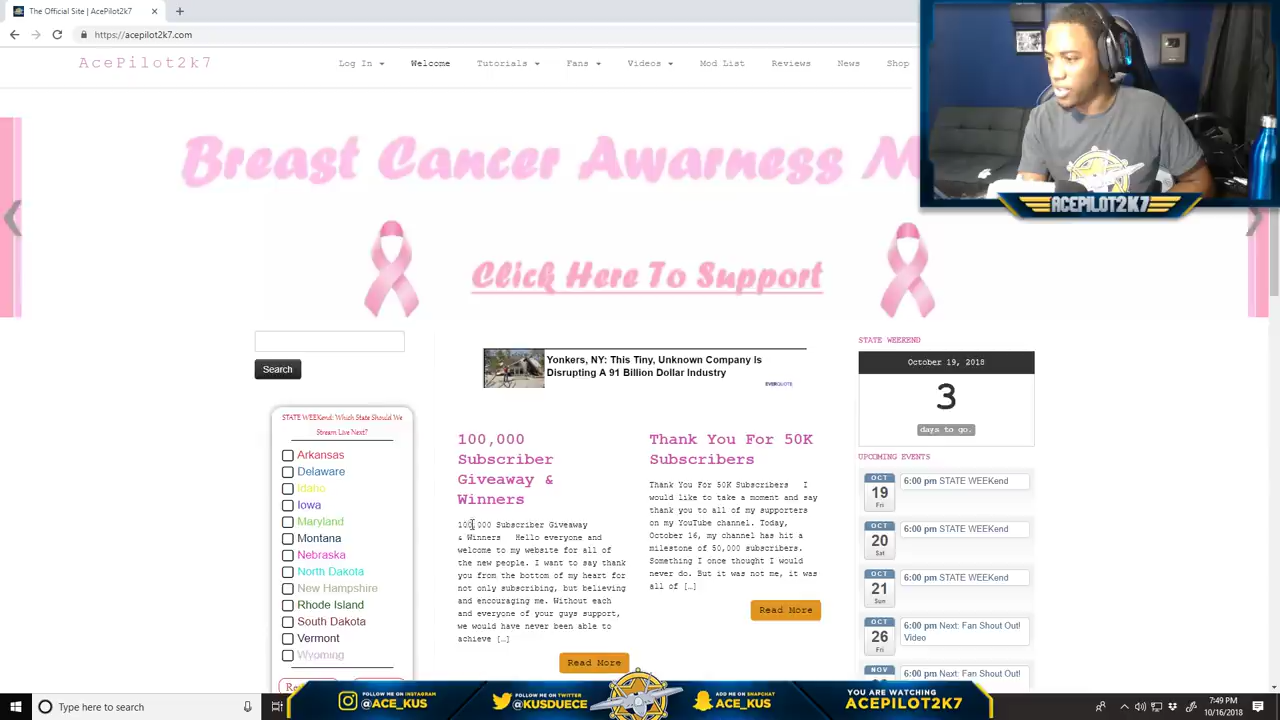 The Official Site | AcePilot2k7
https://acepilot2k7.com
AcePilot2k7
Log In
Welcome
Tutorials
Fans
Videos
Mod List
Reviews
News
Shop
Breast Cancer Awarness M
Click Here To Support
ACEPILOT2K7
Search
STATE WEEKend: Which State Should We
Stream Live Next?
Arkansas
Delaware
Idaho
Iowa
Maryland
Montana
Nebraska
North Dakota
New Hampshire
Rhode Island
South Dakota
Vermont
Wyoming
Yonkers, NY: This Tiny, Unknown Company Is
Disrupting A 91 Billion Dollar Industry
EVERQUOTE
100,000
Subscriber
Giveaway &
Winners
100,000 Subscriber Giveaway
& Winners Hello everyone and
welcome to my website for all of
the new people. I want to say thank
you from the bottom of my heart for
not only subscribing, but believing
and encouraging me. Without each
and everyone of your guys support,
we would have never been able to
achieve […]
Read More
Thank You For 50K
Subscribers
Thank You For 50K Subscribers I
would like to take a moment and say
thank you to all of my supporters
on my YouTube channel. Today,
October 16, my channel has hit a
milestone of 50,000 subscribers.
Something I once thought I would
never do. But it was not me, it was
all of […]
Read More
STATE WEEKEND
October 19, 2018
3
days to go.
UPCOMING EVENTS
OCT
19
Fri
6:00 pm STATE WEEKend
OCT
20
Sat
6:00 pm STATE WEEKend
OCT
21
Sun
6:00 pm STATE WEEKend
OCT
26
Fri
6:00 pm Next: Fan Shout Out!
Video
NOV
6:00 pm Next: Fan Shout Out!
FOLLOW ME ON INSTAGRAM
@ACE_KUS
FOLLOW ME ON TWITTER
@KUSDUECE
ADD ME ON SNAPCHAT
ACE_KUS
YOU ARE WATCHING
ACEPILOT2K7
Type here to search
7:49 PM
10/16/2018